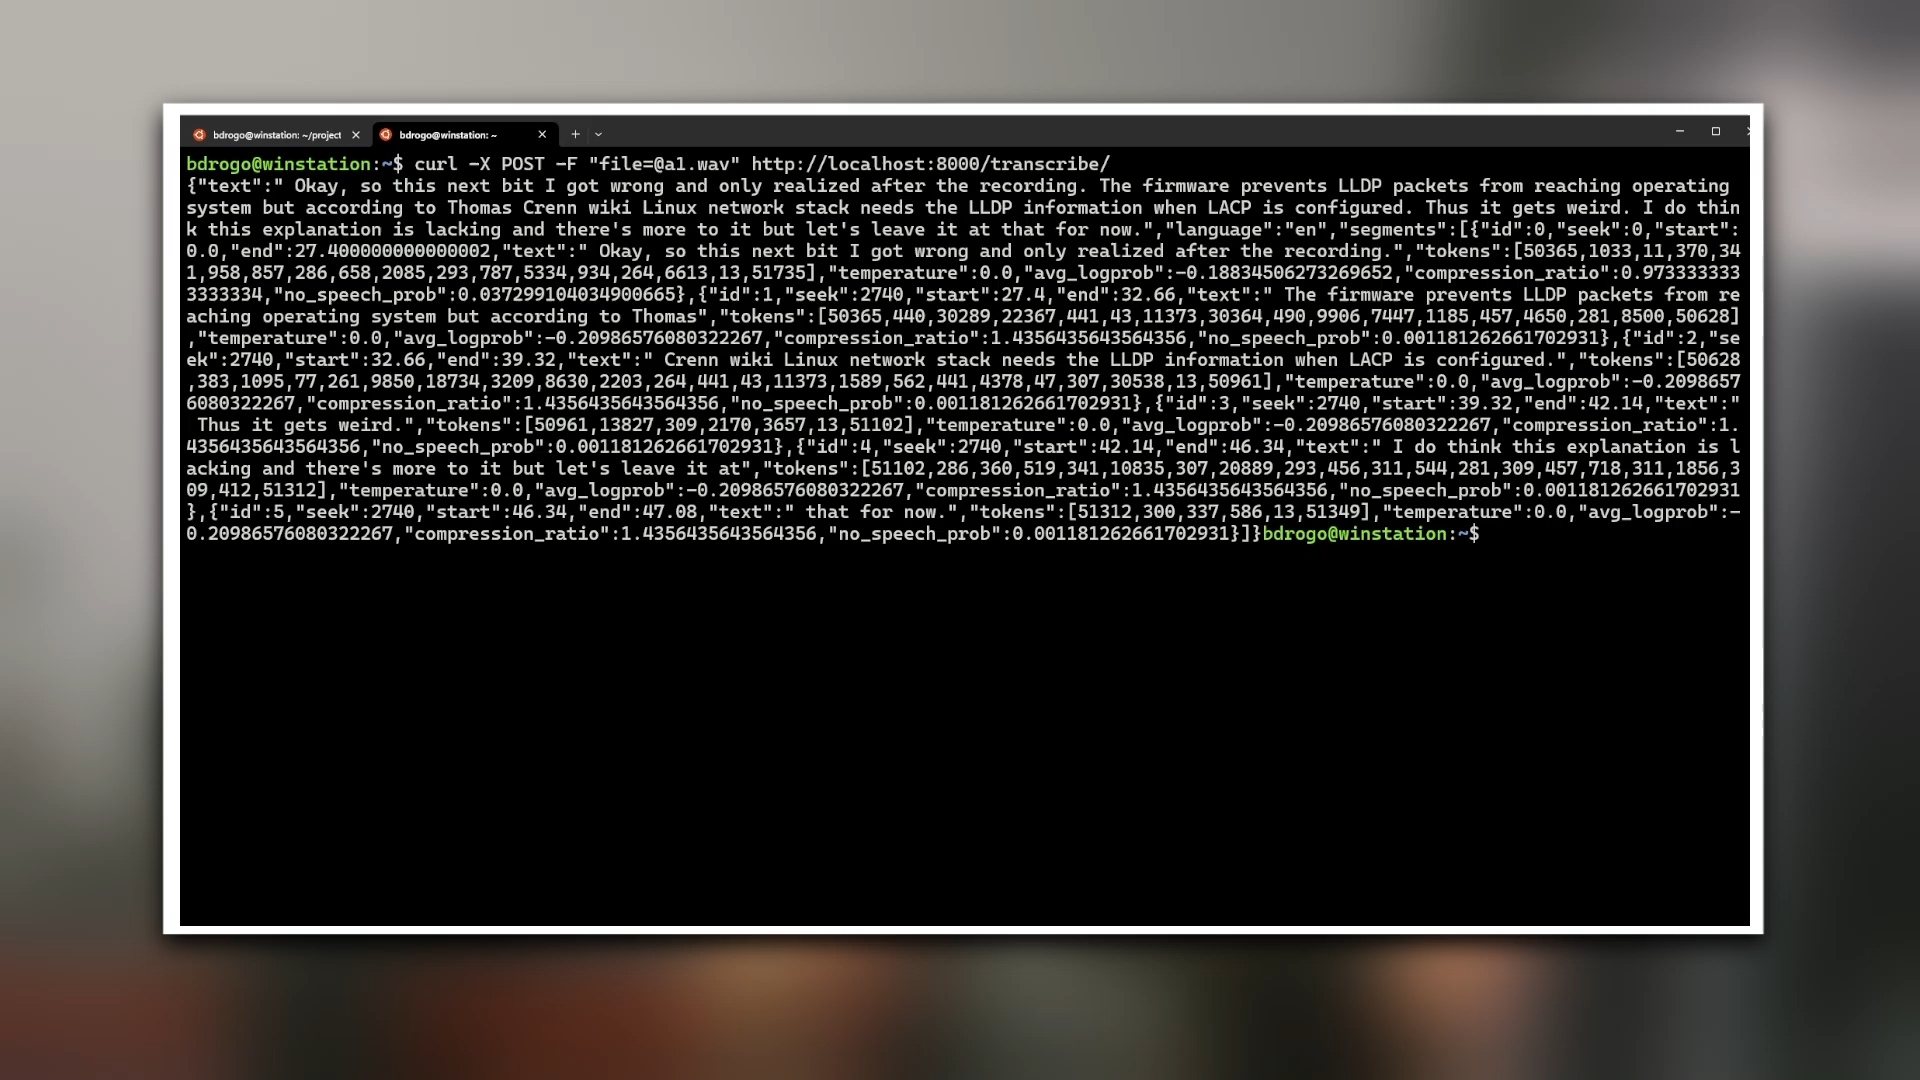 bdrogo@winstation: ~/project
bdrogo@winstation: ~
bdrogo@winstation:~$ curl -X POST -F "file=@a1.wav" http://localhost:8000/transcribe/
{"text":" Okay, so this next bit I got wrong and only realized after the recording. The firmware prevents LLDP packets from reaching operating
system but according to Thomas Crenn wiki Linux network stack needs the LLDP information when LACP is configured. Thus it gets weird. I do thin
k this explanation is lacking and there's more to it but let's leave it at that for now.","language":"en","segments":[{"id":0,"seek":0,"start":
0.0,"end":27.400000000000002,"text":" Okay, so this next bit I got wrong and only realized after the recording.","tokens":[50365,1033,11,370,34
1,958,857,286,658,2085,293,787,5334,934,264,6613,13,51735],"temperature":0.0,"avg_logprob":-0.18834506273269652,"compression_ratio":0.973333333
3333334,"no_speech_prob":0.037299104034900665},{"id":1,"seek":2740,"start":27.4,"end":32.66,"text":" The firmware prevents LLDP packets from re
aching operating system but according to Thomas","tokens":[50365,440,30289,22367,441,43,11373,30364,490,9906,7447,1185,457,4650,281,8500,50628]
,"temperature":0.0,"avg_logprob":-0.20986576080322267,"compression_ratio":1.4356435643564356,"no_speech_prob":0.001181262661702931},{"id":2,"se
ek":2740,"start":32.66,"end":39.32,"text":" Crenn wiki Linux network stack needs the LLDP information when LACP is configured.","tokens":[50628
,383,1095,77,261,9850,18734,3209,8630,2203,264,441,43,11373,1589,562,441,4378,47,307,30538,13,50961],"temperature":0.0,"avg_logprob":-0.2098657
6080322267,"compression_ratio":1.4356435643564356,"no_speech_prob":0.001181262661702931},{"id":3,"seek":2740,"start":39.32,"end":42.14,"text":"
 Thus it gets weird.","tokens":[50961,13827,309,2170,3657,13,51102],"temperature":0.0,"avg_logprob":-0.20986576080322267,"compression_ratio":1.
4356435643564356,"no_speech_prob":0.001181262661702931},{"id":4,"seek":2740,"start":42.14,"end":46.34,"text":" I do think this explanation is l
acking and there's more to it but let's leave it at","tokens":[51102,286,360,519,341,10835,307,20889,293,456,311,544,281,309,457,718,311,1856,3
09,412,51312],"temperature":0.0,"avg_logprob":-0.20986576080322267,"compression_ratio":1.4356435643564356,"no_speech_prob":0.001181262661702931
},{"id":5,"seek":2740,"start":46.34,"end":47.08,"text":" that for now.","tokens":[51312,300,337,586,13,51349],"temperature":0.0,"avg_logprob":-
0.20986576080322267,"compression_ratio":1.4356435643564356,"no_speech_prob":0.001181262661702931}]}bdrogo@winstation:~$